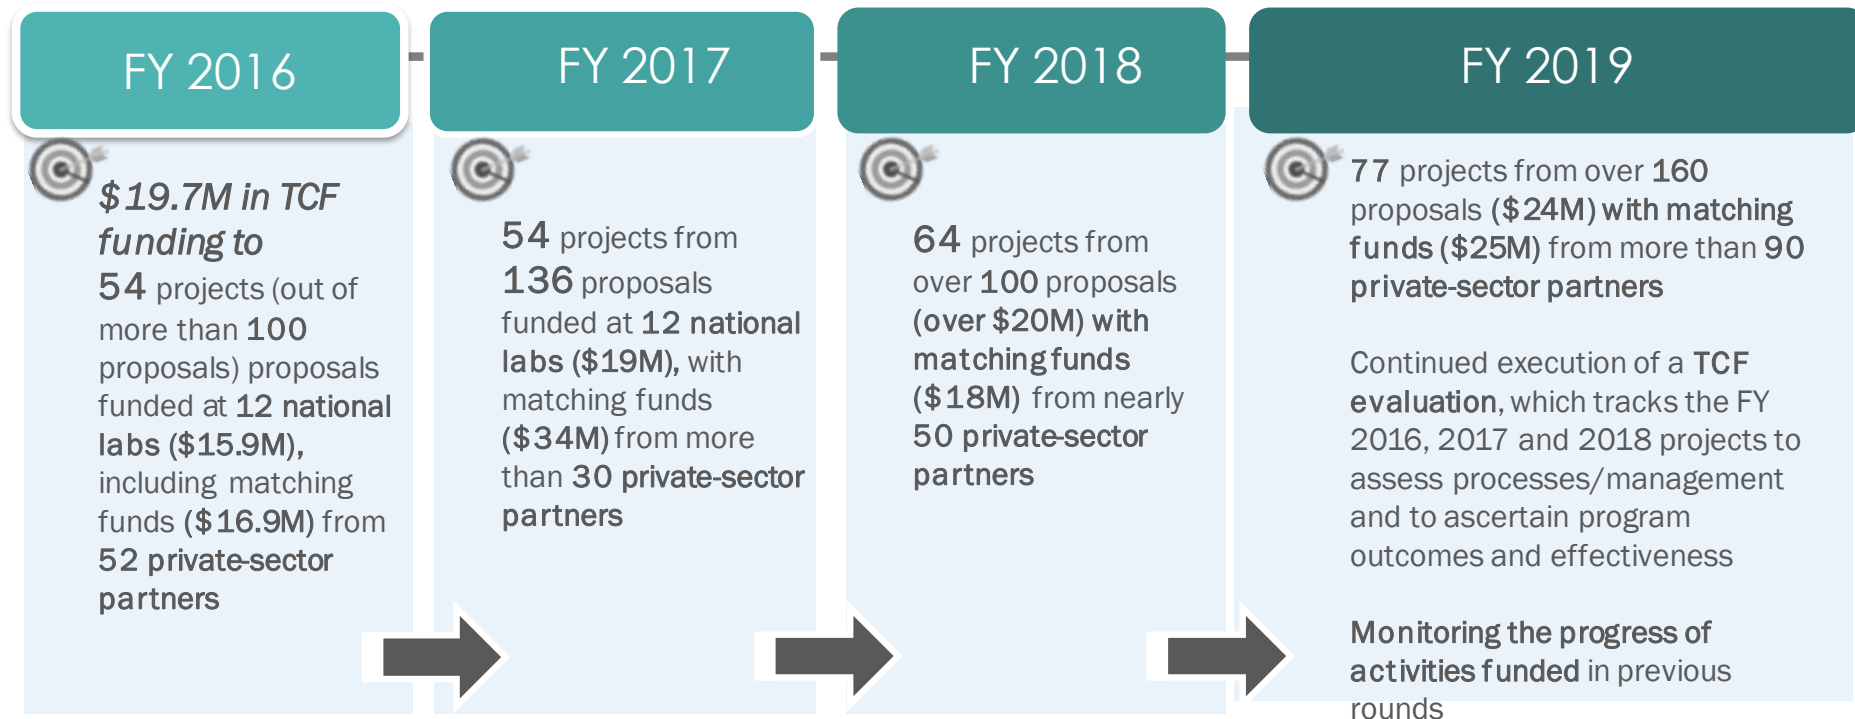 FY 2016
$19.7M in TCF
funding to
54 projects (out of
more than 100
proposals) proposals
funded at 12 national
labs ($15.9M),
including matching
funds ($16.9M) from
52 private-sector
partners
FY 2017
54 projects from
136 proposals
funded at 12 national
labs ($19M), with
matching funds
($34M) from more
than 30 private-sector
partners
FY 2018
64 projects from
over 100 proposals
(over $20M) with
matching funds
($18M) from nearly
50 private-sector
partners
FY 2019
77 projects from over 160
proposals ($24M) with matching
funds ($25M) from more than 90
private-sector partners
Continued execution of a TCF
evaluation, which tracks the FY
2016, 2017 and 2018 projects to
assess processes/management
and to ascertain program
outcomes and effectiveness
Monitoring the progress of
activities funded in previous
rounds